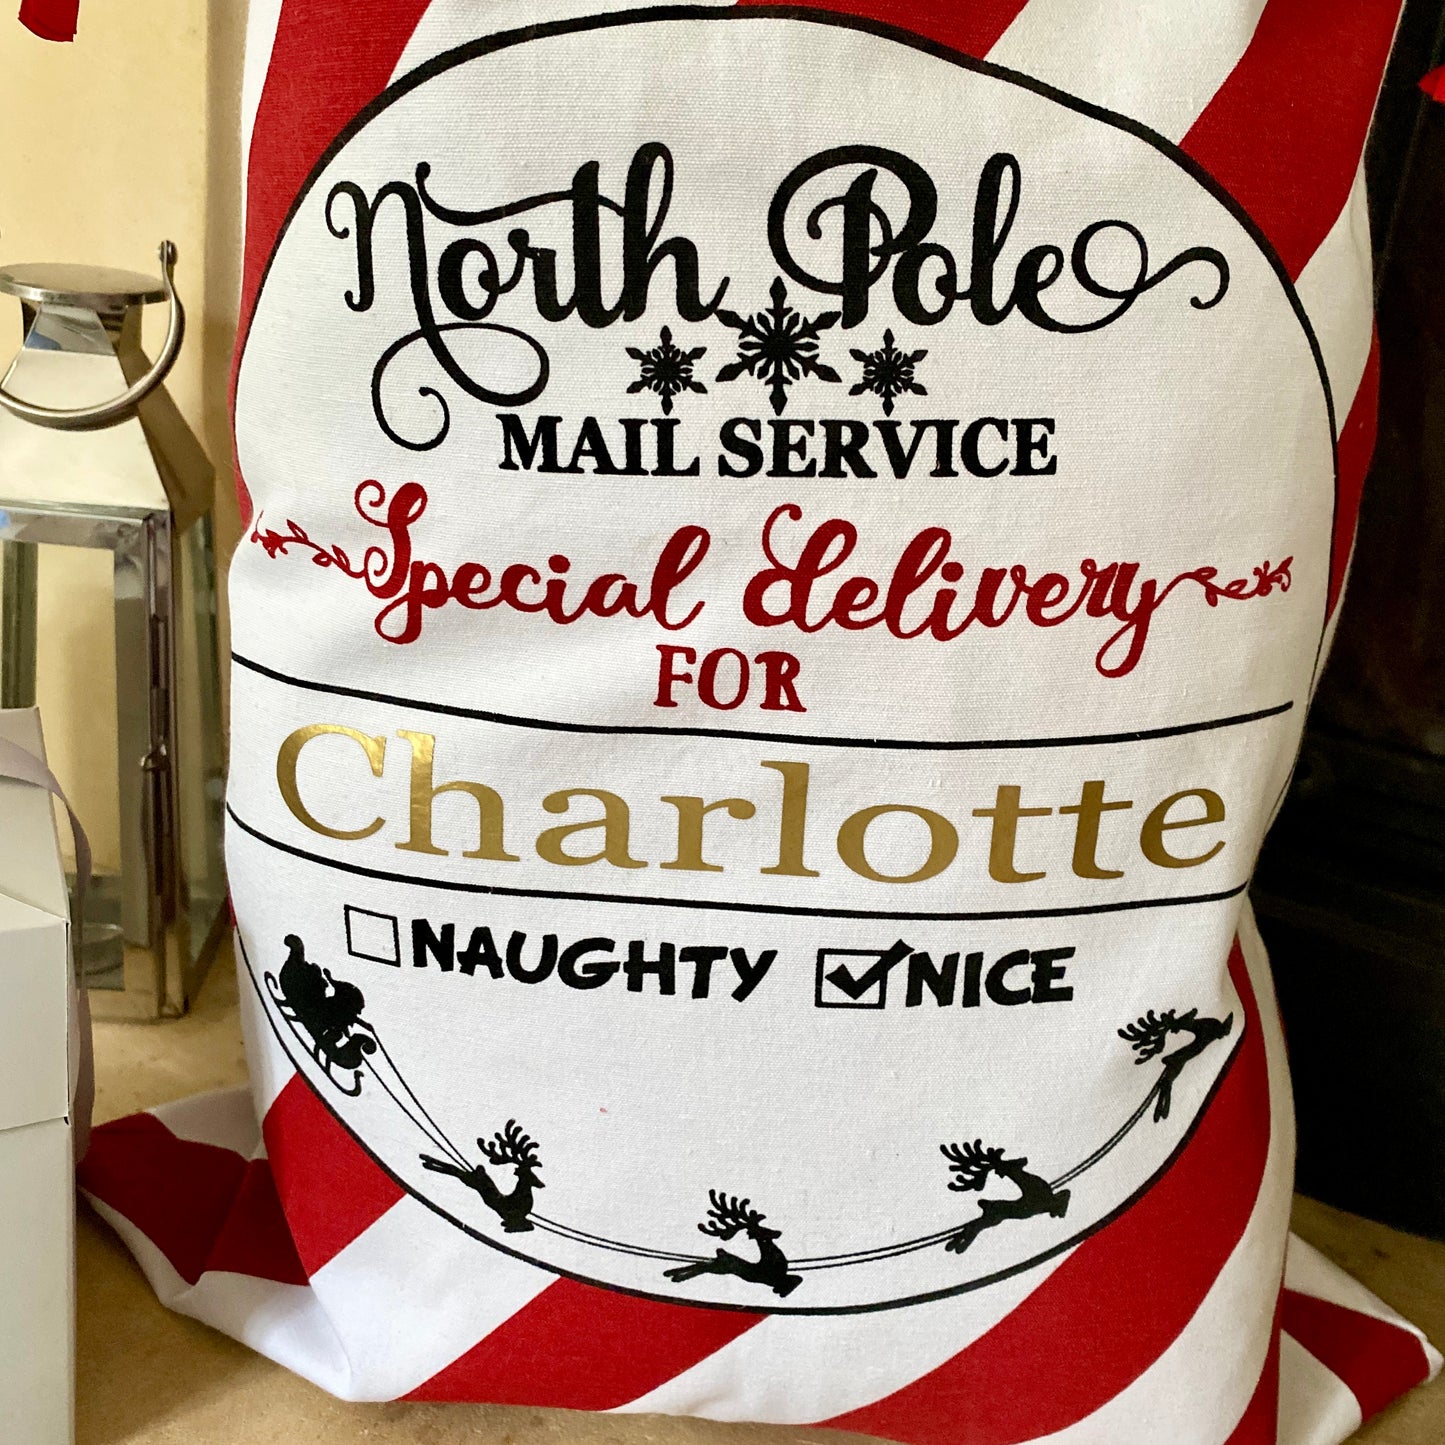 North Pole
MAIL SERVICE
Special delivery
FOR
Charlotte
NAUGHTY NICE